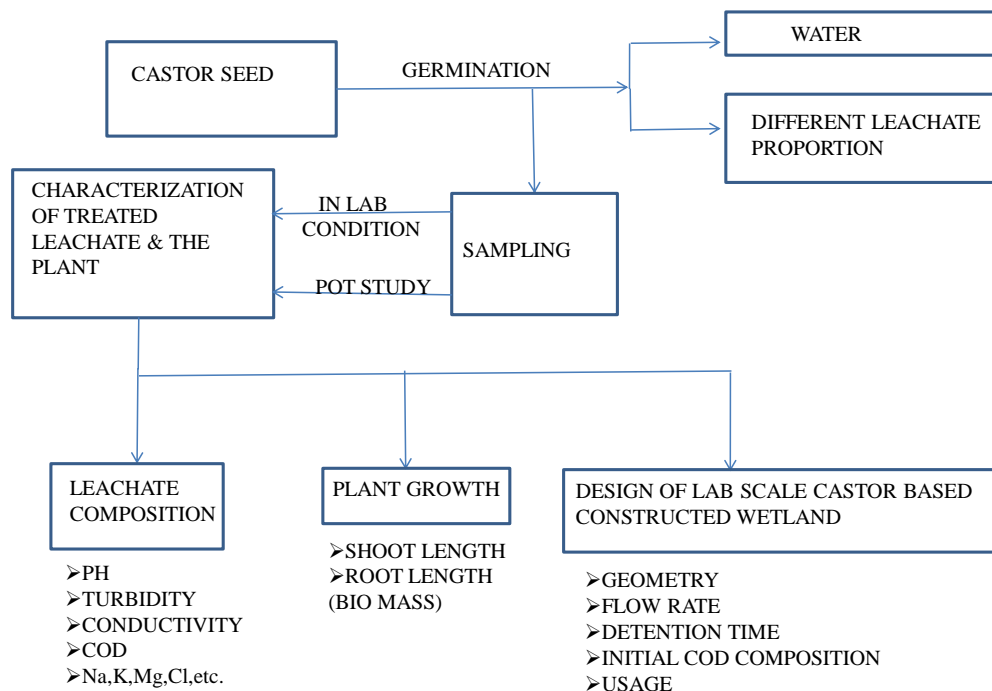 WATER
CASTOR SEED
GERMINATION
DIFFERENT LEACHATE
PROPORTION
CHARACTERIZATION
OF TREATED
LEACHATE & THE
PLANT
IN LAB
CONDITION
SAMPLING
POT STUDY
LEACHATE
COMPOSITION
➢PH
➢TURBIDITY
➢CONDUCTIVITY
➢COD
➢Na,K,Mg,Cl,etc.
PLANT GROWTH
➢SHOOT LENGTH
➢ROOT LENGTH
(BIO MASS)
DESIGN OF LAB SCALE CASTOR BASED
CONSTRUCTED WETLAND
➢GEOMETRY
➢FLOW RATE
➢DETENTION TIME
➢INITIAL COD COMPOSITION
➢USAGE